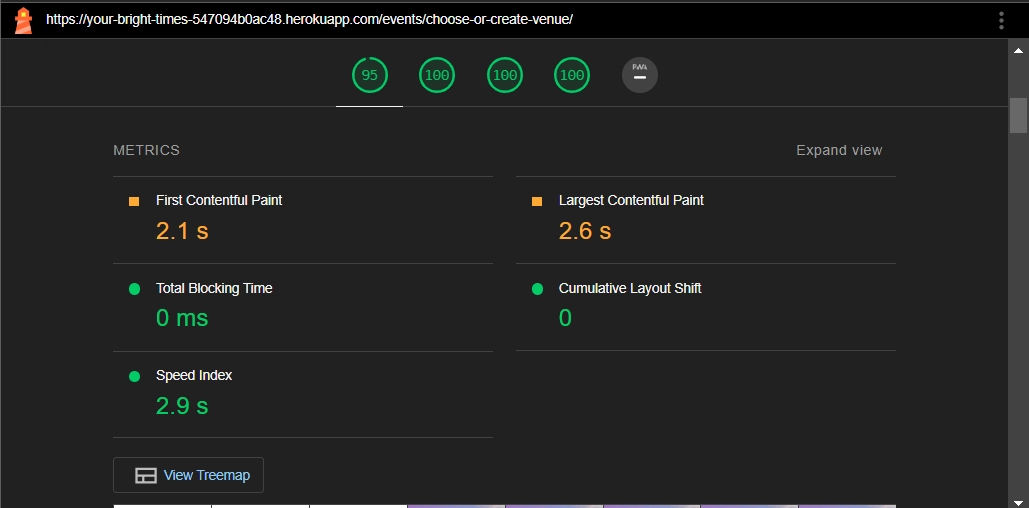 https://your-bright-times-547094b0ac48.herokuapp.com/events/choose-or-create-venue/
95 100 100 100 PWA
METRICS Expand view
First Contentful Paint Largest Contentful Paint
2.1 s 2.6 s
Total Blocking Time Cumulative Layout Shift
0 ms 0
Speed Index
2.9 s
View Treemap